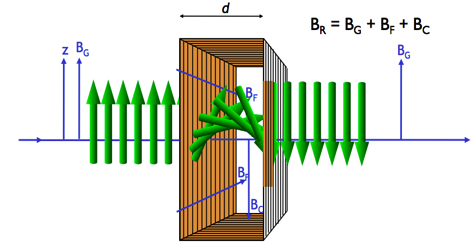 d
B_R = B_G + B_F + B_C
z
B_G
B_G
B_F
B_F
B_C